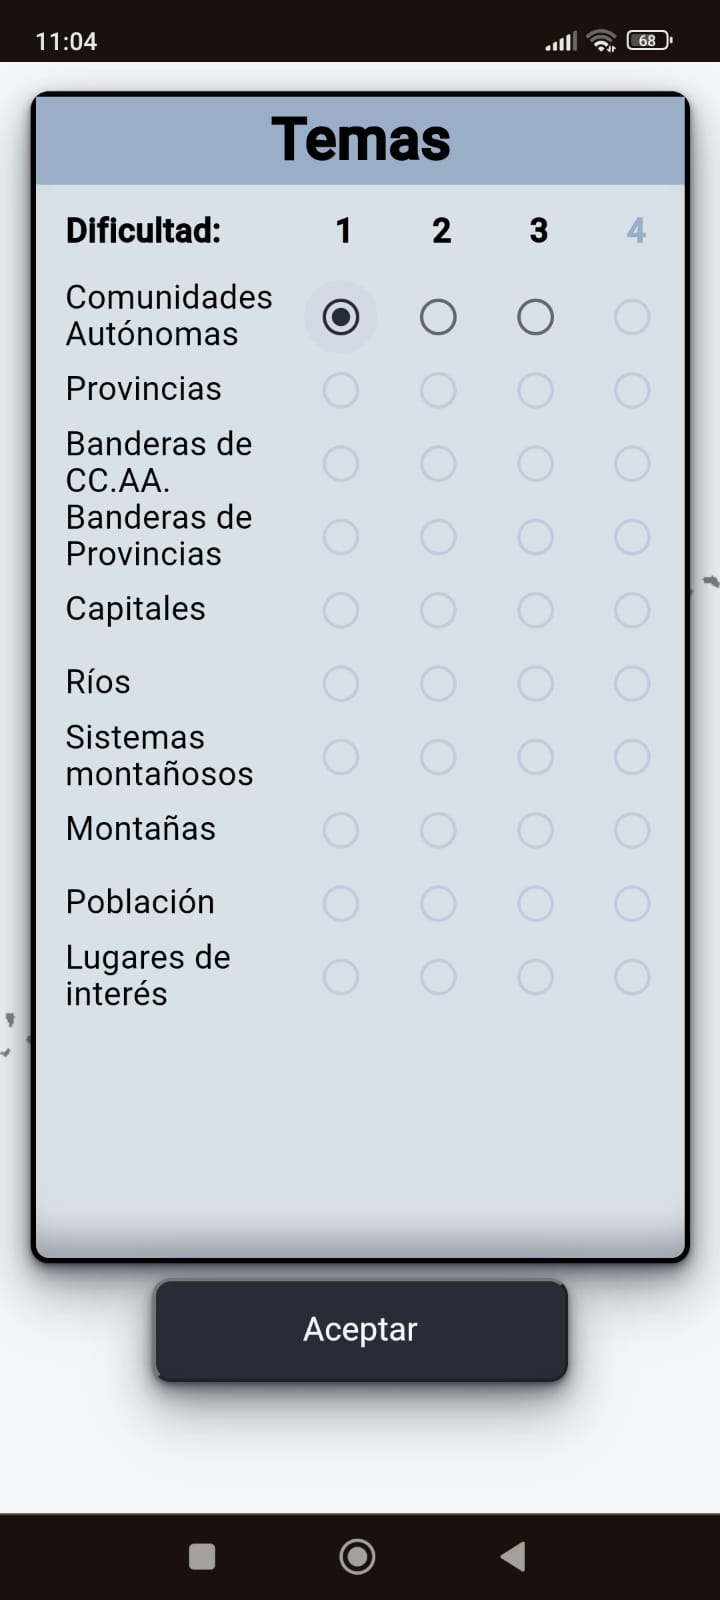 11:04
68
Temas
Dificultad: 1 2 3 4
Comunidades
Autónomas
Provincias
Banderas de
CC.AA.
Banderas de
Provincias
Capitales
Ríos
Sistemas
montañosos
Montañas
Población
Lugares de
interés
Aceptar